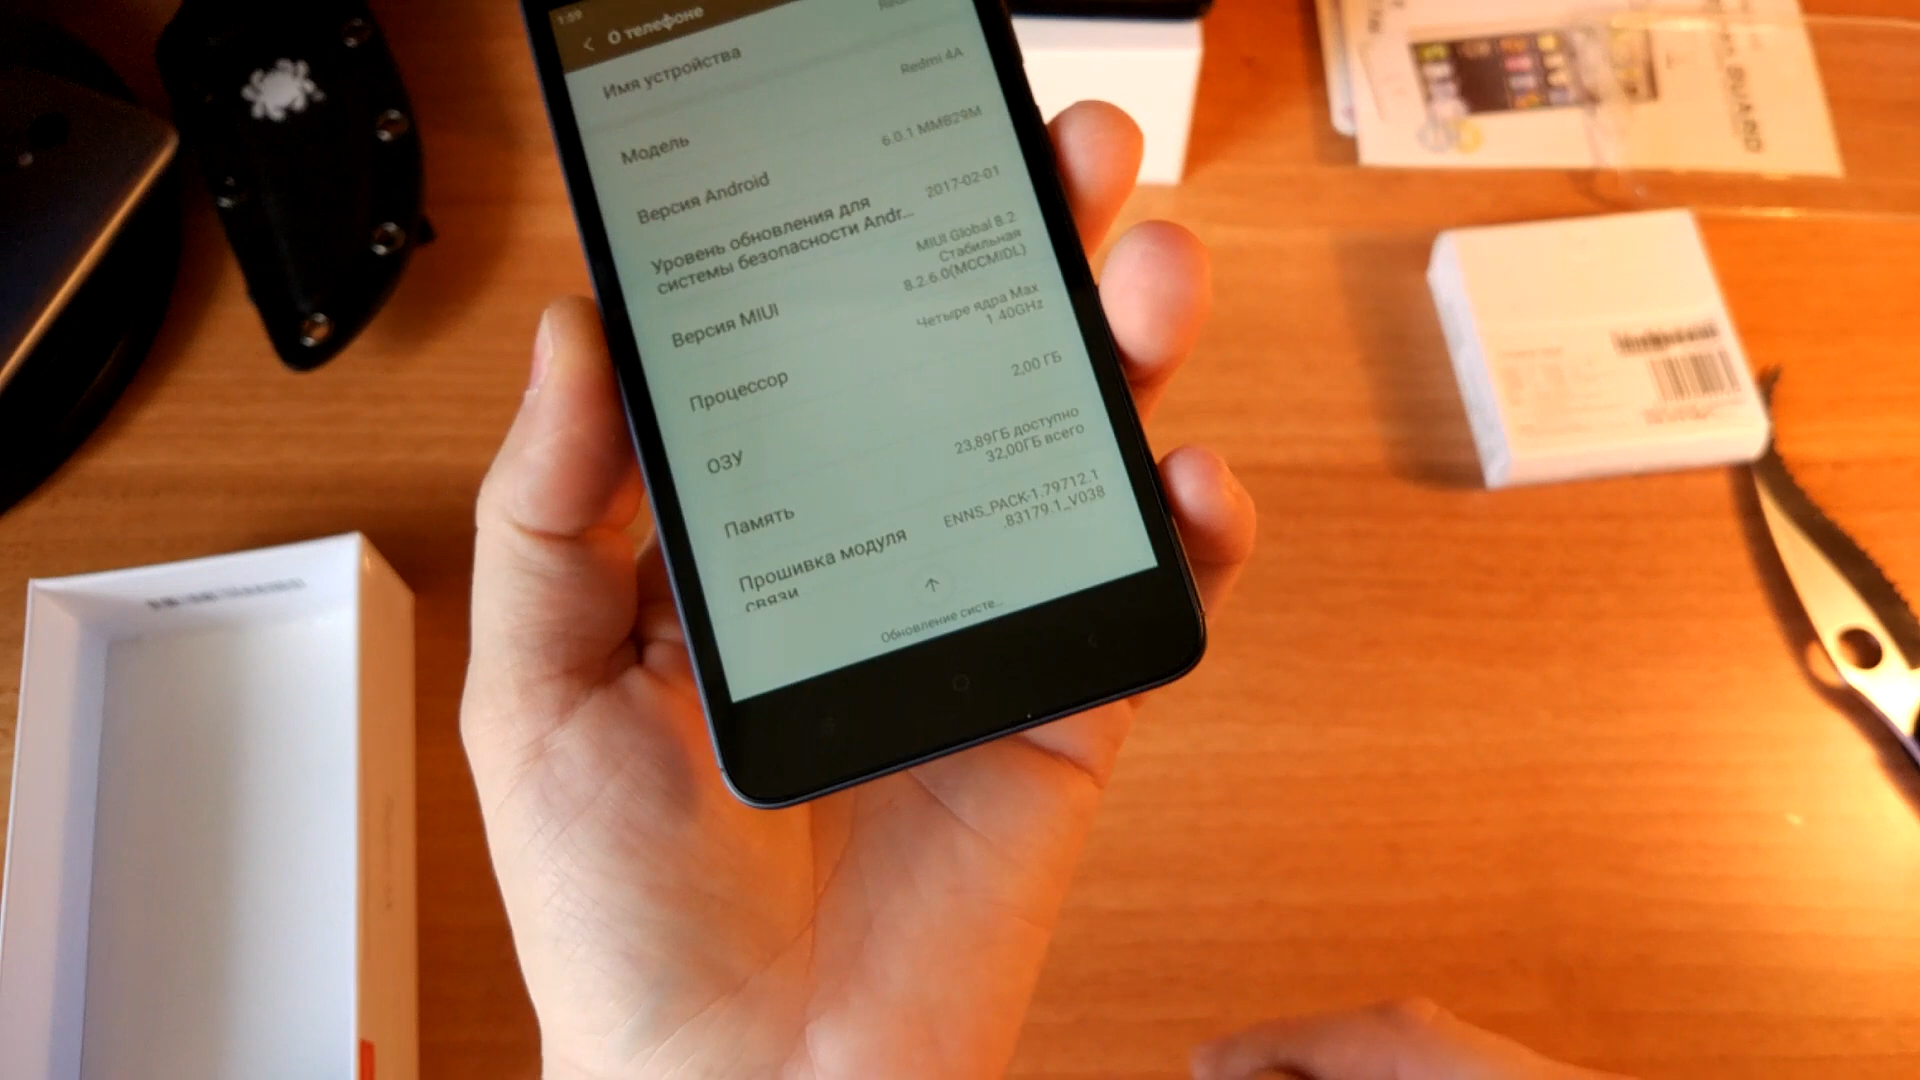 1:59
О телефоне
Имя устройства
Модель
Redmi 4A
Версия Android
6.0.1 MMB29M
Уровень обновления для
системы безопасности Andr...
2017-02-01
Версия MIUI
MIUI Global 8.2
Стабильная
8.2.6.0(MCCMIDL)
Процессор
Четыре ядра Max
1.40GHz
ОЗУ
2,00 ГБ
Память
23,89ГБ доступно
32,00ГБ всего
Прошивка модуля
связи
ENNS_PACK-1.79712.1
.83179.1_V038
Обновление систе...